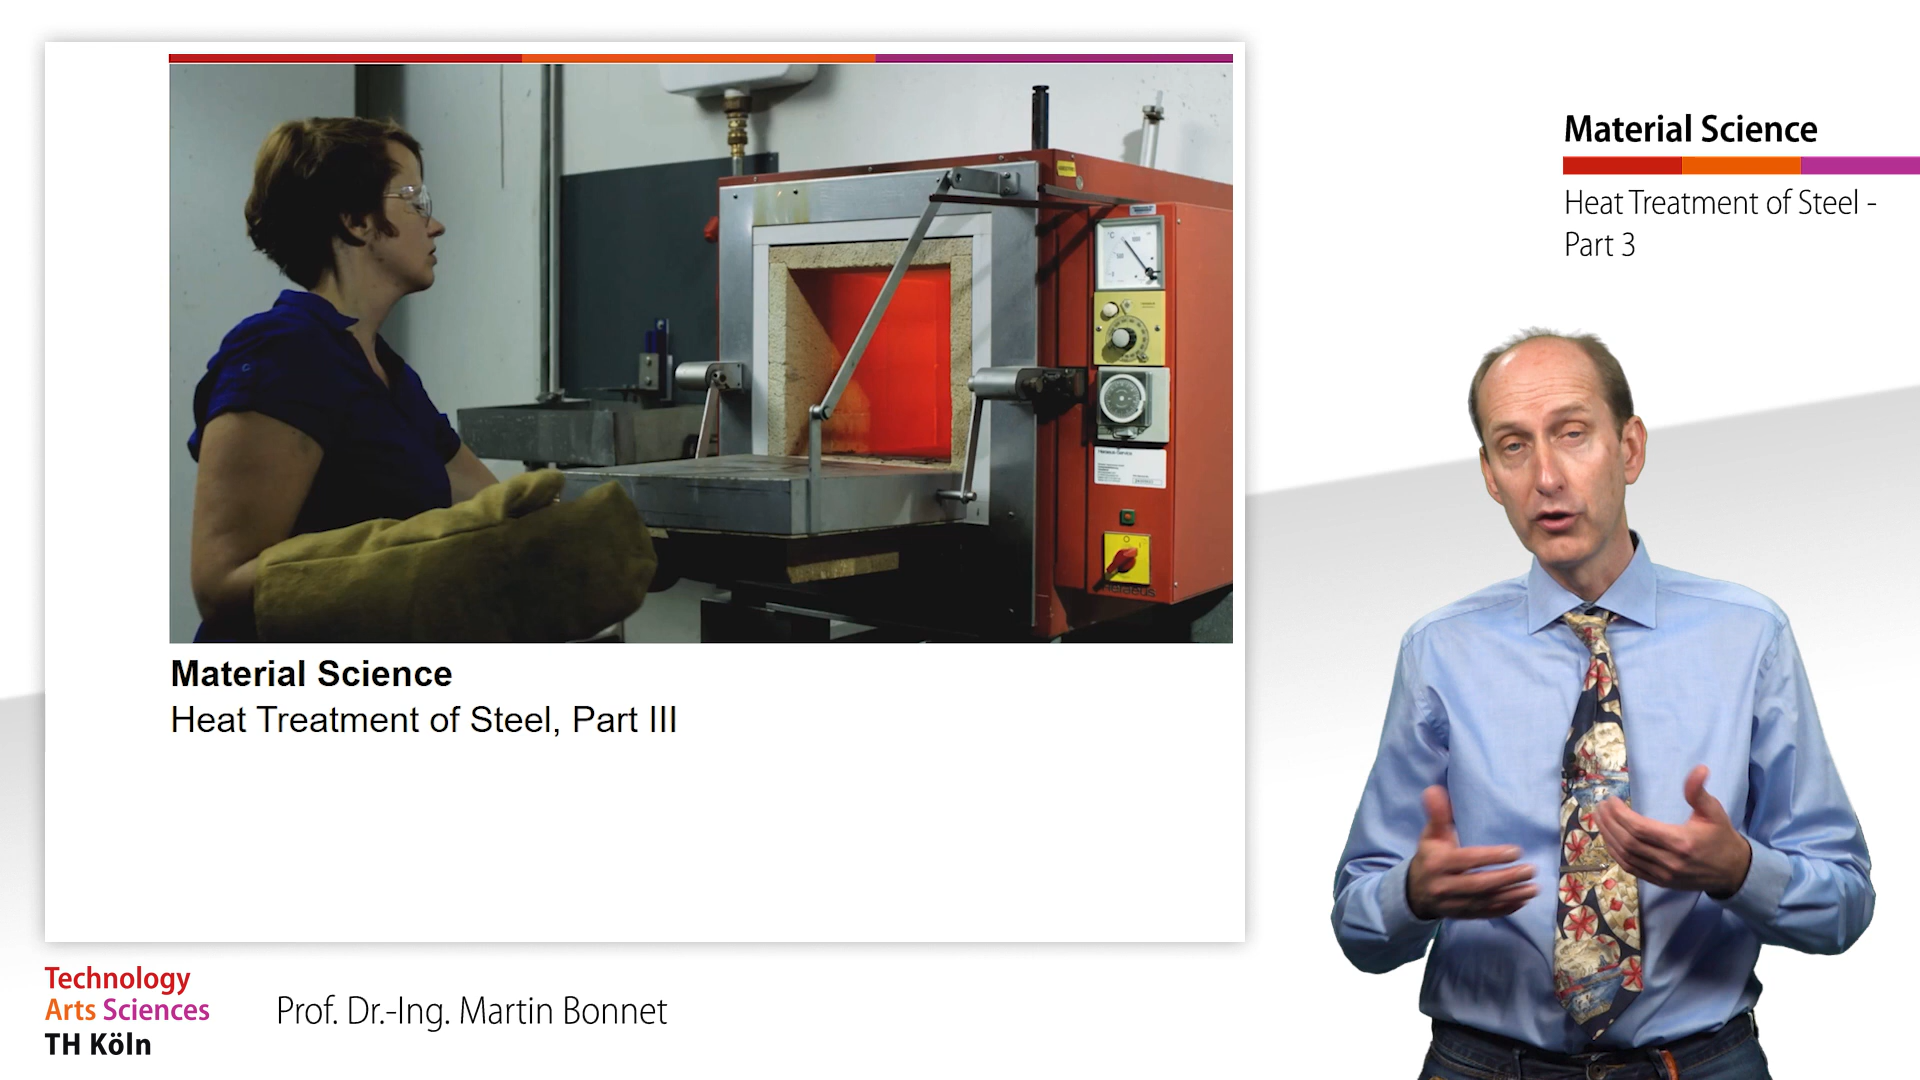 Material Science
Heat Treatment of Steel, Part III
Material Science
Heat Treatment of Steel -
Part 3
Technology
Arts Sciences
TH Köln
Prof. Dr.-Ing. Martin Bonnet
Heraeus